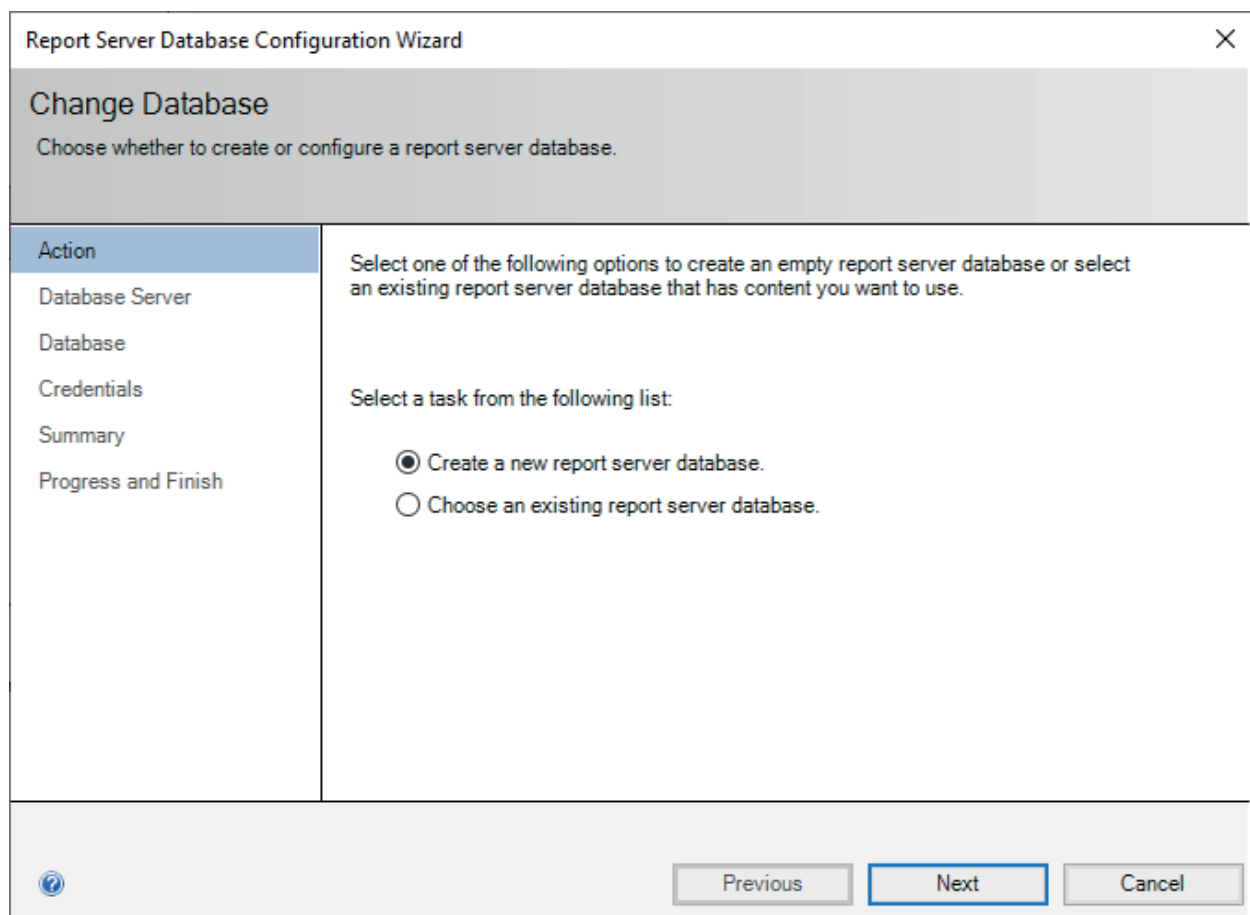 Report Server Database Configuration Wizard
Change Database
Choose whether to create or configure a report server database.
Action
Database Server
Database
Credentials
Summary
Progress and Finish
Select one of the following options to create an empty report server database or select
an existing report server database that has content you want to use.
Select a task from the following list:
Create a new report server database.
Choose an existing report server database.
Previous
Next
Cancel